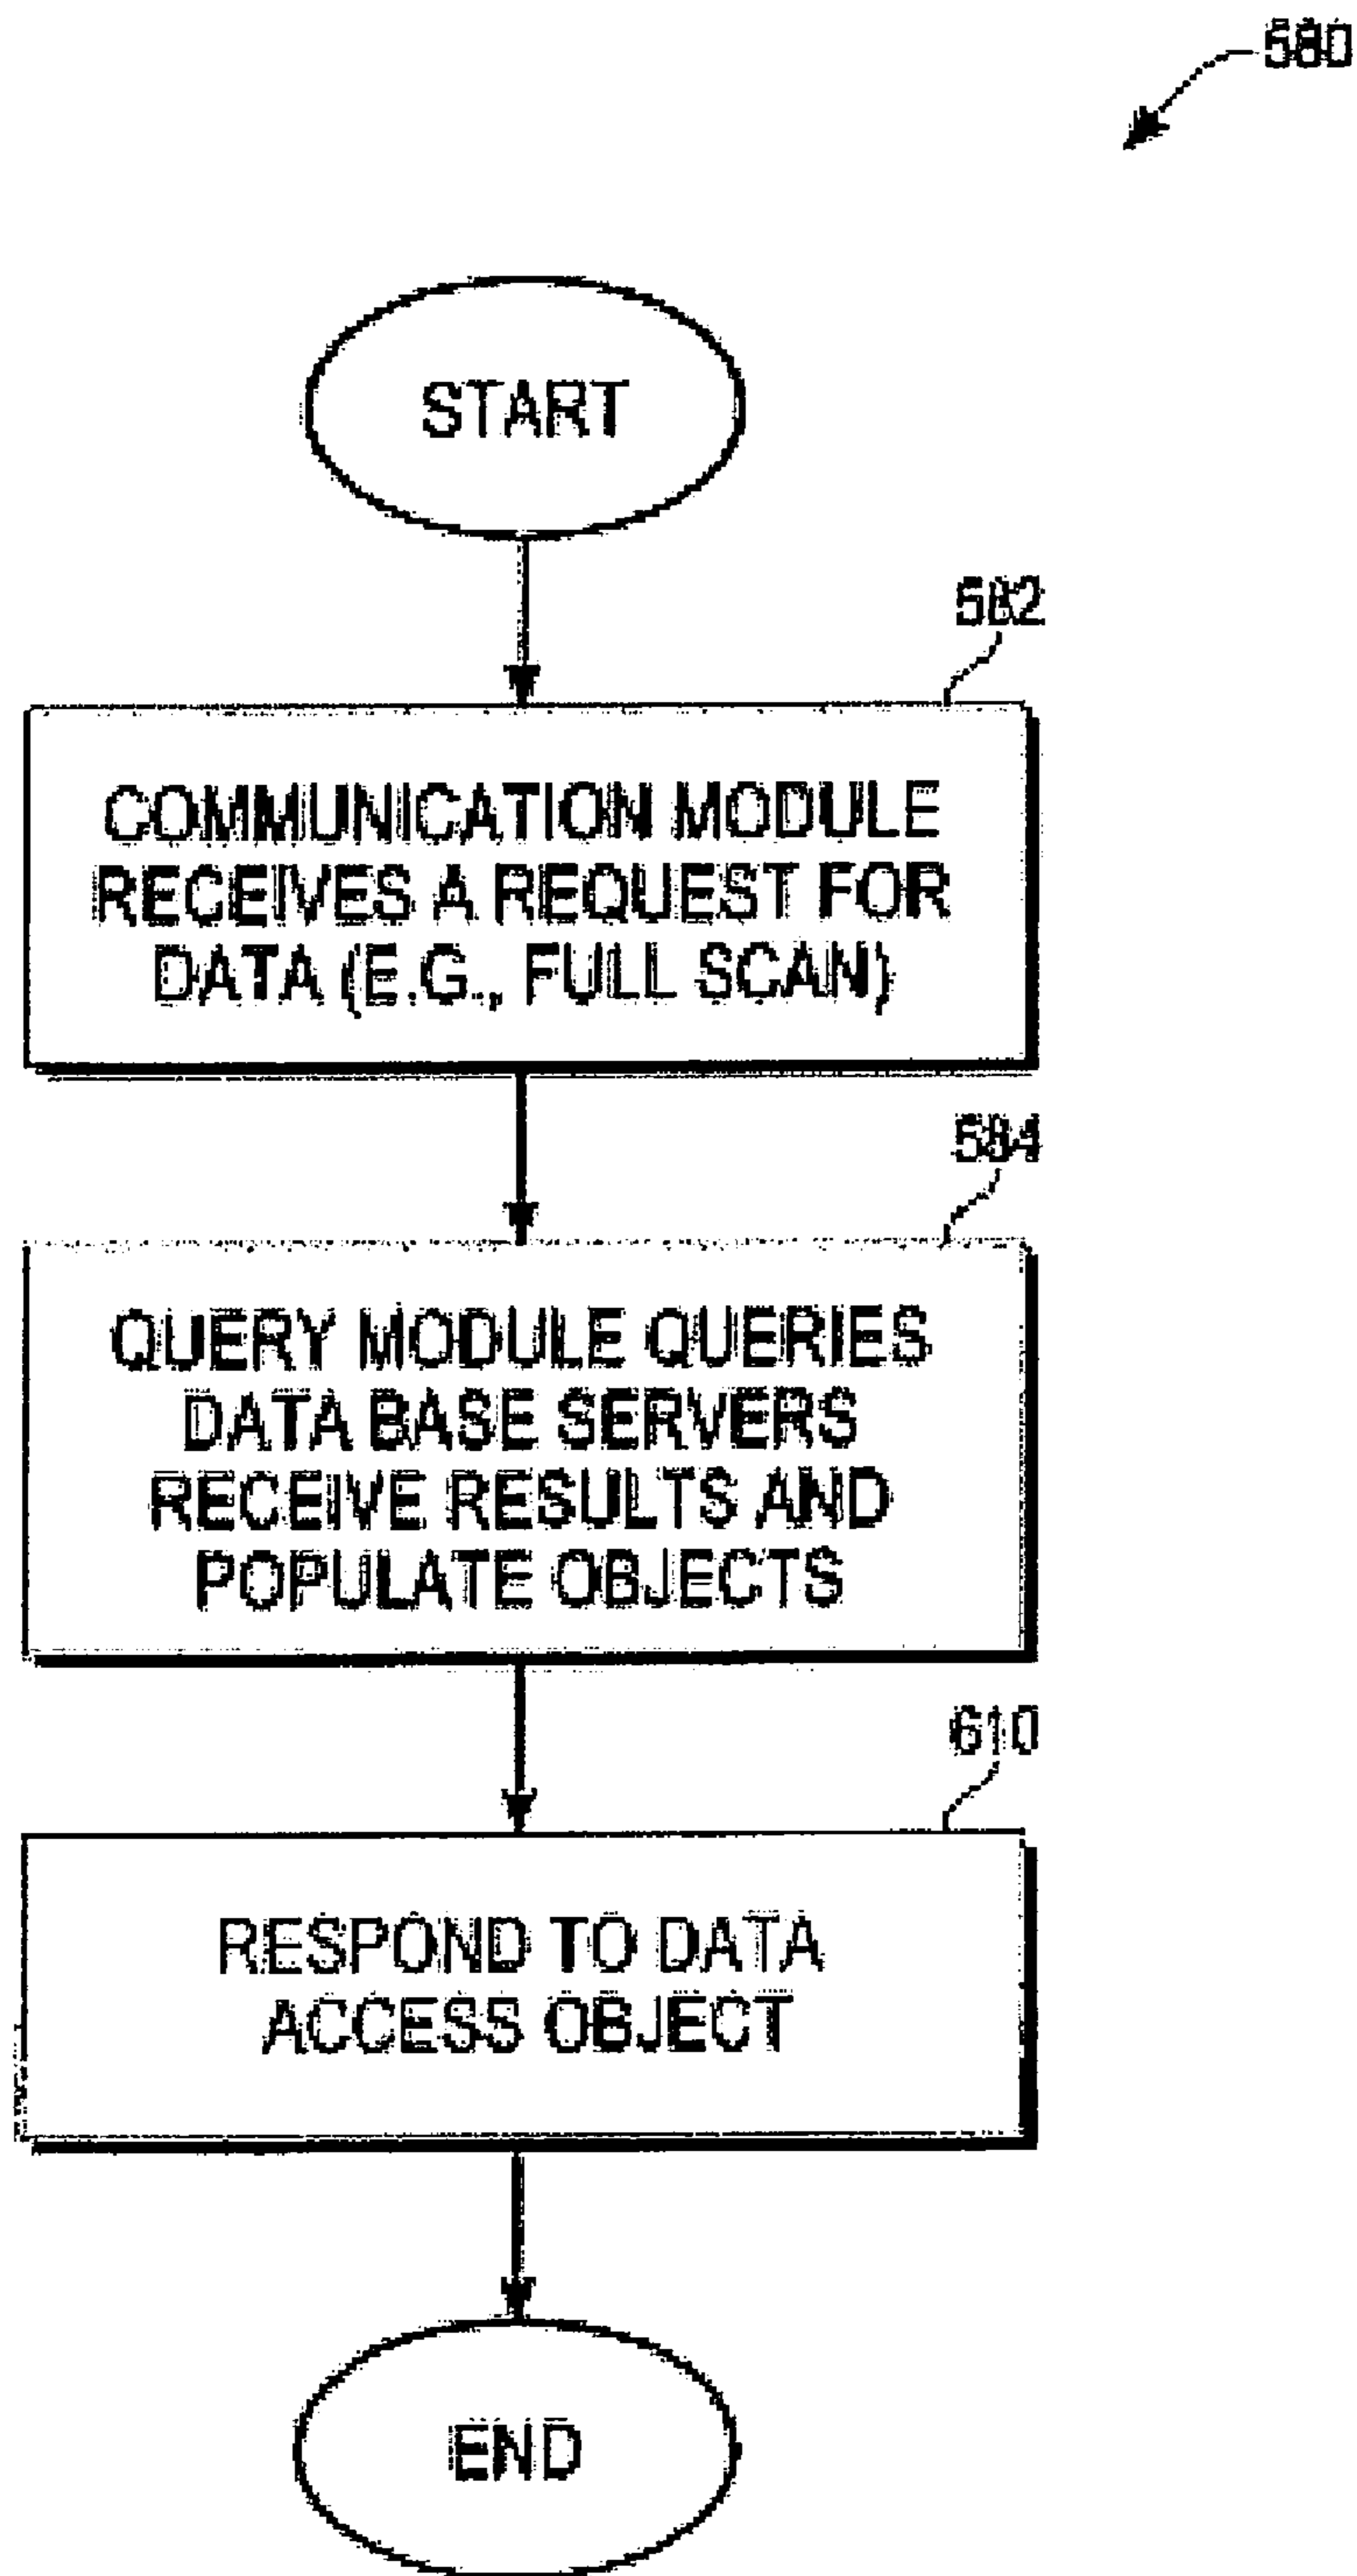 580
START
582
COMMUNICATION MODULE
RECEIVES A REQUEST FOR
DATA (E.G., FULL SCAN)
584
QUERY MODULE QUERIES
DATA BASE SERVERS
RECEIVE RESULTS AND
POPULATE OBJECTS
610
RESPOND TO DATA
ACCESS OBJECT
END